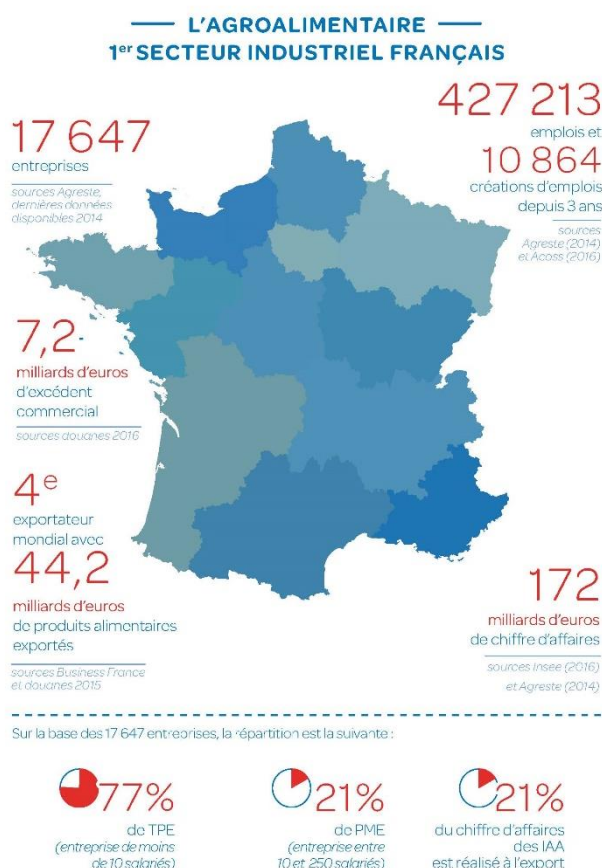 L'AGROALIMENTAIRE
1er SECTEUR INDUSTRIEL FRANÇAIS
17 647
entreprises
sources Agreste,
dernières données
disponibles 2014
427 213
emplois et
10 864
créations d'emplois
depuis 3 ans
sources
Agreste (2014)
et Acoss (2016)
7,2
milliards d'euros
d'excédent
commercial
sources douanes 2016
4e
exportateur
mondial avec
44,2
milliards d'euros
de produits alimentaires
exportés
sources Business France
et douanes 2015
172
milliards d'euros
de chiffre d'affaires
sources Insee (2016)
et Agreste (2014)
Sur la base des 17 647 entreprises, la répartition est la suivante :
77%
de TPE
(entreprise de moins
de 10 salariés)
21%
de PME
(entreprise entre
10 et 250 salariés)
21%
du chiffre d'affaires
des IAA
est réalisé à l'export